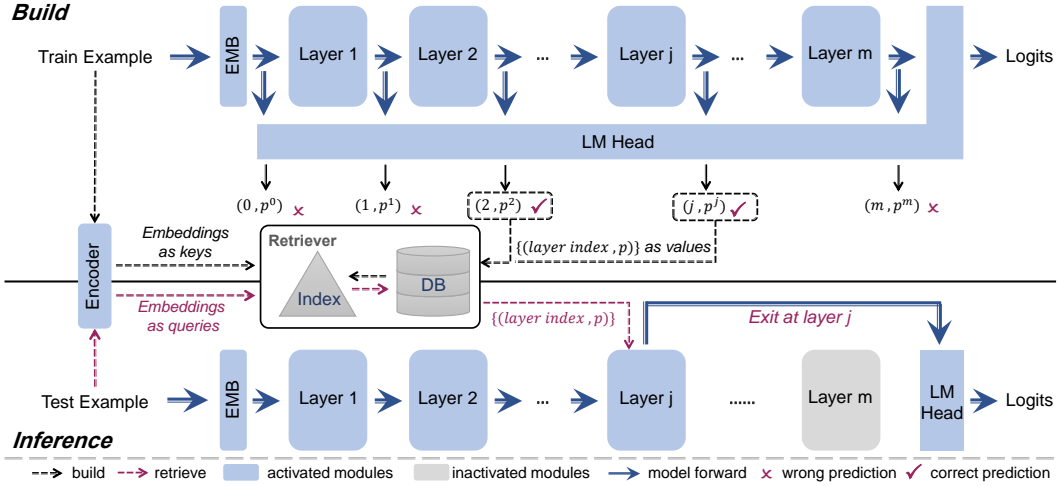 Build
Train Example
EMB
Layer 1
Layer 2
...
Layer j
...
Layer m
Logits
LM Head
(0, p⁰) ×
(1, p¹) ×
(2, p²) ✓
(j, pʲ) ✓
(m, pᵐ) ×
Encoder
Embeddings
as keys
Retriever
Index
DB
{(layer index , p)} as values
Embeddings
as queries
{(layer index , p)}
Exit at layer j
Test Example
EMB
Layer 1
Layer 2
...
Layer j
......
Layer m
LM
Head
Logits
Inference
build
retrieve
activated modules
inactivated modules
model forward
× wrong prediction
✓ correct prediction